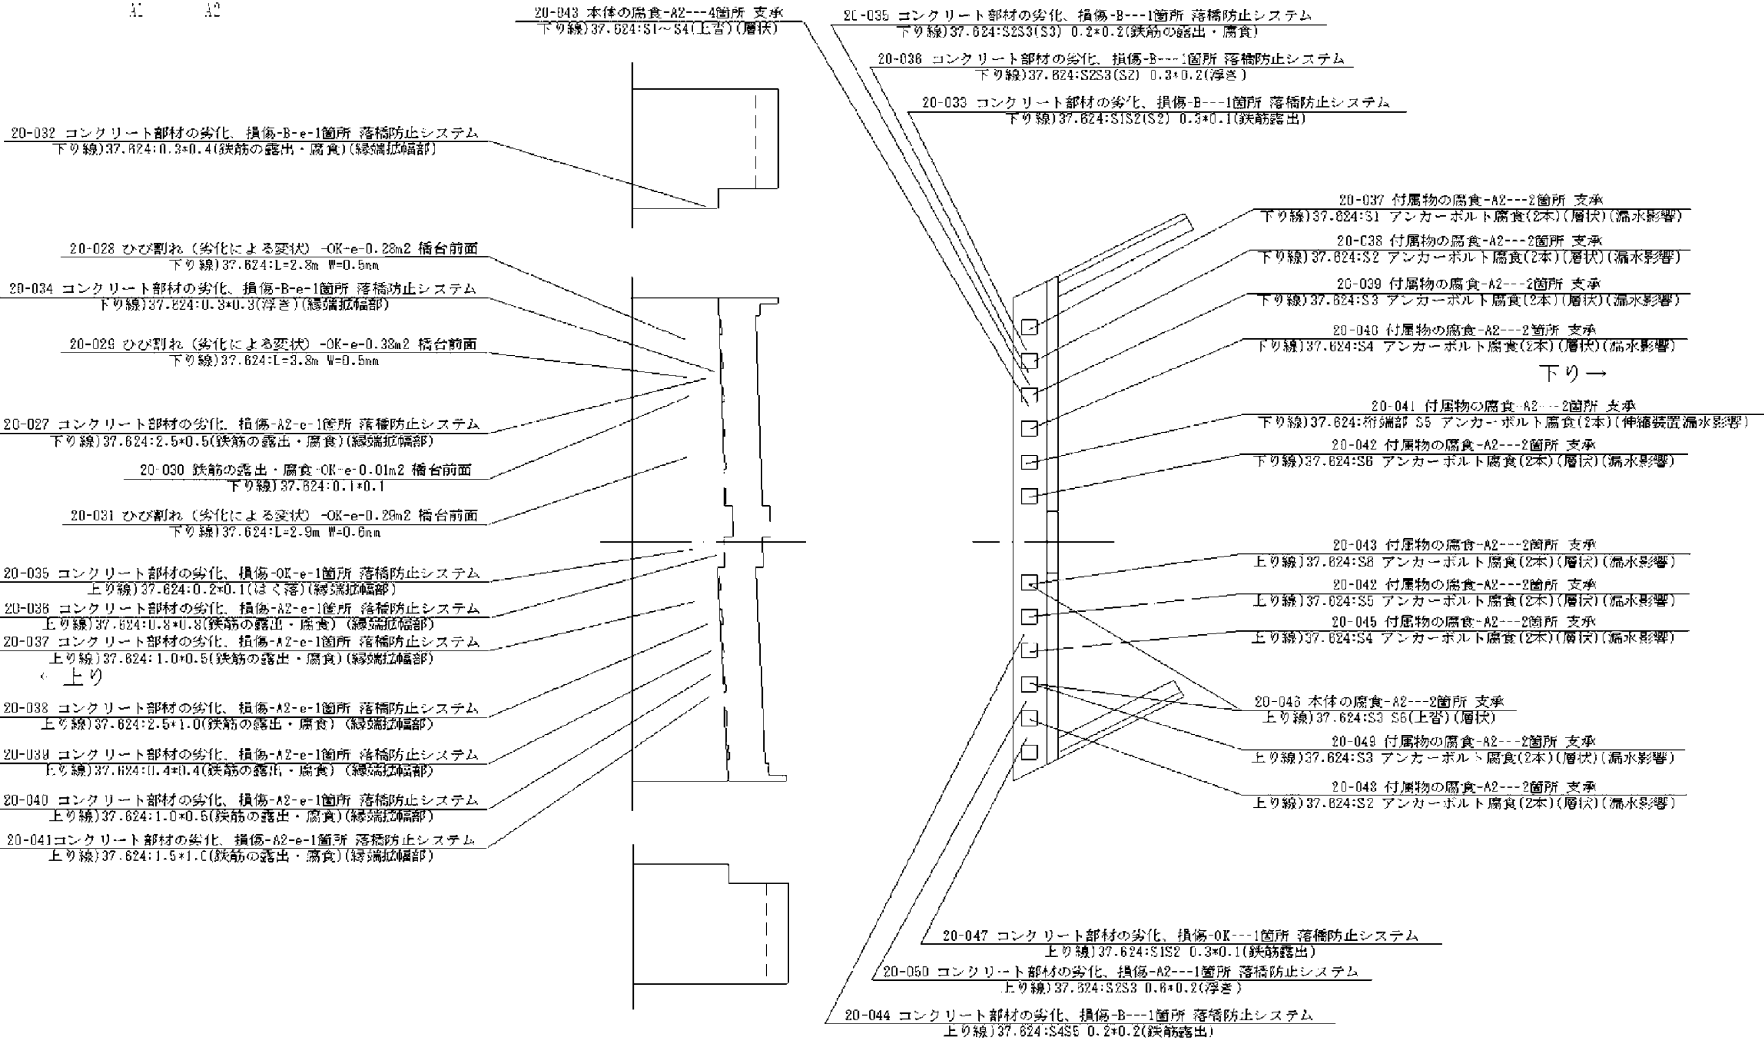 A1 A2
20-043 本体の腐食-A2---4箇所 支承
下り線)37.624:S1～S4(上沓)(層状)
20-035 コンクリート部材の劣化、損傷-B---1箇所 落橋防止システム
下り線)37.624:S2S3(S3) 0.2*0.2(鉄筋の露出・腐食)
20-036 コンクリート部材の劣化、損傷-B---1箇所 落橋防止システム
下り線)37.624:S2S3(S2) 0.3*0.2(浮き)
20-033 コンクリート部材の劣化、損傷-B---1箇所 落橋防止システム
下り線)37.624:S1S2(S2) 0.3*0.1(鉄筋露出)
20-032 コンクリート部材の劣化、損傷-B-e-1箇所 落橋防止システム
下り線)37.624:0.3*0.4(鉄筋の露出・腐食)(縁端拡幅部)
20-028 ひび割れ（劣化による変状）-OK-e-0.28m2 橋台前面
下り線)37.624:L=2.8m W=0.5mm
20-034 コンクリート部材の劣化、損傷-B-e-1箇所 落橋防止システム
下り線)37.624:0.3*0.3(浮き)(縁端拡幅部)
20-029 ひび割れ（劣化による変状）-OK-e-0.38m2 橋台前面
下り線)37.624:L=3.8m W=0.5mm
20-027 コンクリート部材の劣化、損傷-A2-e-1箇所 落橋防止システム
下り線)37.624:2.5*0.5(鉄筋の露出・腐食)(縁端拡幅部)
20-030 鉄筋の露出・腐食-OK-e-0.01m2 橋台前面
下り線)37.624:0.1*0.1
20-031 ひび割れ（劣化による変状）-OK-e-0.29m2 橋台前面
下り線)37.624:L=2.9m W=0.6mm
20-035 コンクリート部材の劣化、損傷-OK-e-1箇所 落橋防止システム
上り線)37.624:0.2*0.1(はく落)(縁端拡幅部)
20-036 コンクリート部材の劣化、損傷-A2-e-1箇所 落橋防止システム
上り線)37.624:0.8*0.8(鉄筋の露出・腐食)(縁端拡幅部)
20-037 コンクリート部材の劣化、損傷-A2-e-1箇所 落橋防止システム
上り線)37.624:1.0*0.5(鉄筋の露出・腐食)(縁端拡幅部)
← 上り
20-038 コンクリート部材の劣化、損傷-A2-e-1箇所 落橋防止システム
上り線)37.624:2.5*1.0(鉄筋の露出・腐食)(縁端拡幅部)
20-039 コンクリート部材の劣化、損傷-A2-e-1箇所 落橋防止システム
上り線)37.624:0.4*0.4(鉄筋の露出・腐食)(縁端拡幅部)
20-040 コンクリート部材の劣化、損傷-A2-e-1箇所 落橋防止システム
上り線)37.624:1.0*0.5(鉄筋の露出・腐食)(縁端拡幅部)
20-041コンクリート部材の劣化、損傷-A2-e-1箇所 落橋防止システム
上り線)37.624:1.5*1.0(鉄筋の露出・腐食)(縁端拡幅部)
20-037 付属物の腐食-A2---2箇所 支承
下り線)37.624:S1 アンカーボルト腐食(2本)(層状)(漏水影響)
20-038 付属物の腐食-A2---2箇所 支承
下り線)37.624:S2 アンカーボルト腐食(2本)(層状)(漏水影響)
20-039 付属物の腐食-A2---2箇所 支承
下り線)37.624:S3 アンカーボルト腐食(2本)(層状)(漏水影響)
20-040 付属物の腐食-A2---2箇所 支承
下り線)37.624:S4 アンカーボルト腐食(2本)(層状)(漏水影響)
下り→
20-041 付属物の腐食-A2---2箇所 支承
下り線)37.624:桁端部 S5 アンカーボルト腐食(2本)(伸縮装置漏水影響)
20-042 付属物の腐食-A2---2箇所 支承
下り線)37.624:S6 アンカーボルト腐食(2本)(層状)(漏水影響)
20-043 付属物の腐食-A2---2箇所 支承
上り線)37.624:S6 アンカーボルト腐食(2本)(層状)(漏水影響)
20-042 付属物の腐食-A2---2箇所 支承
上り線)37.624:S5 アンカーボルト腐食(2本)(層状)(漏水影響)
20-045 付属物の腐食-A2---2箇所 支承
上り線)37.624:S4 アンカーボルト腐食(2本)(層状)(漏水影響)
20-046 本体の腐食-A2---2箇所 支承
上り線)37.624:S3 S6(上沓)(層状)
20-049 付属物の腐食-A2---2箇所 支承
上り線)37.624:S3 アンカーボルト腐食(2本)(層状)(漏水影響)
20-048 付属物の腐食-A2---2箇所 支承
上り線)37.624:S2 アンカーボルト腐食(2本)(層状)(漏水影響)
20-047 コンクリート部材の劣化、損傷-OK---1箇所 落橋防止システム
上り線)37.624:S1S2 0.3*0.1(鉄筋露出)
20-050 コンクリート部材の劣化、損傷-A2---1箇所 落橋防止システム
上り線)37.624:S2S3 0.6*0.2(浮き)
20-044 コンクリート部材の劣化、損傷-B---1箇所 落橋防止システム
上り線)37.624:S4S5 0.2*0.2(鉄筋露出)